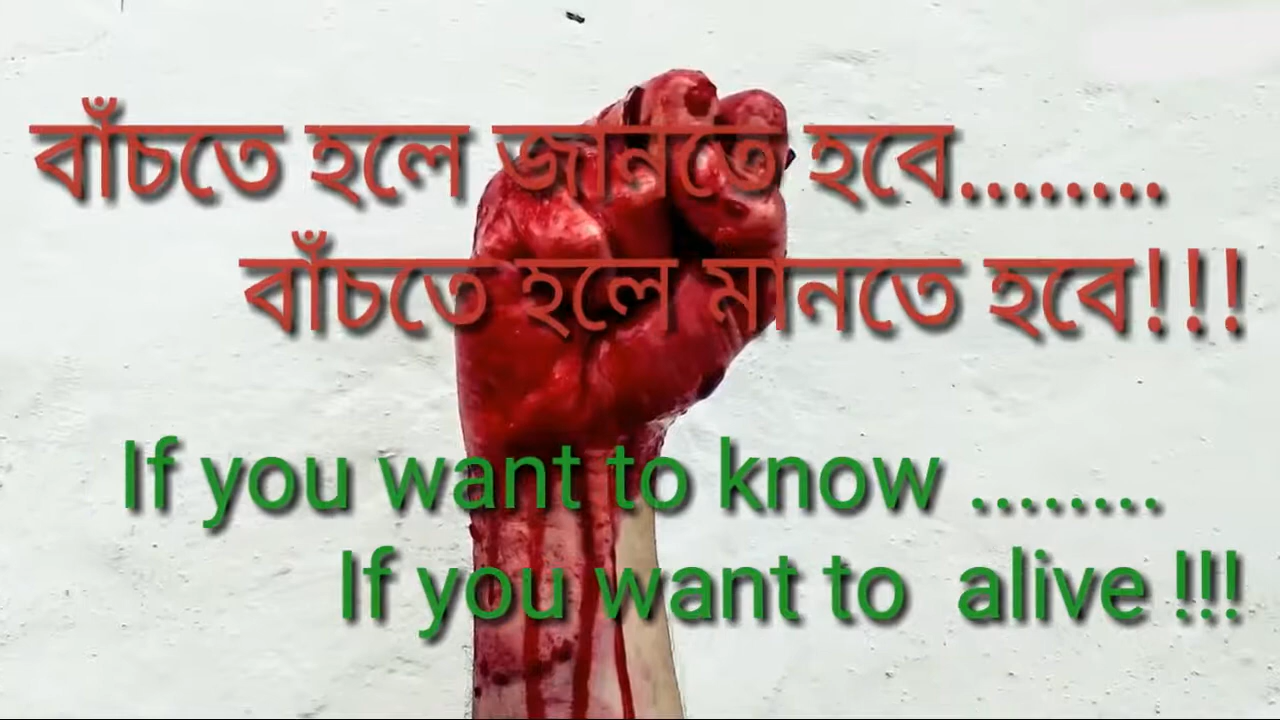 বাঁচতে হলে জানতে হবে........
বাঁচতে হলে মানতে হবে!!!
If you want to know ........
If you want to  alive !!!